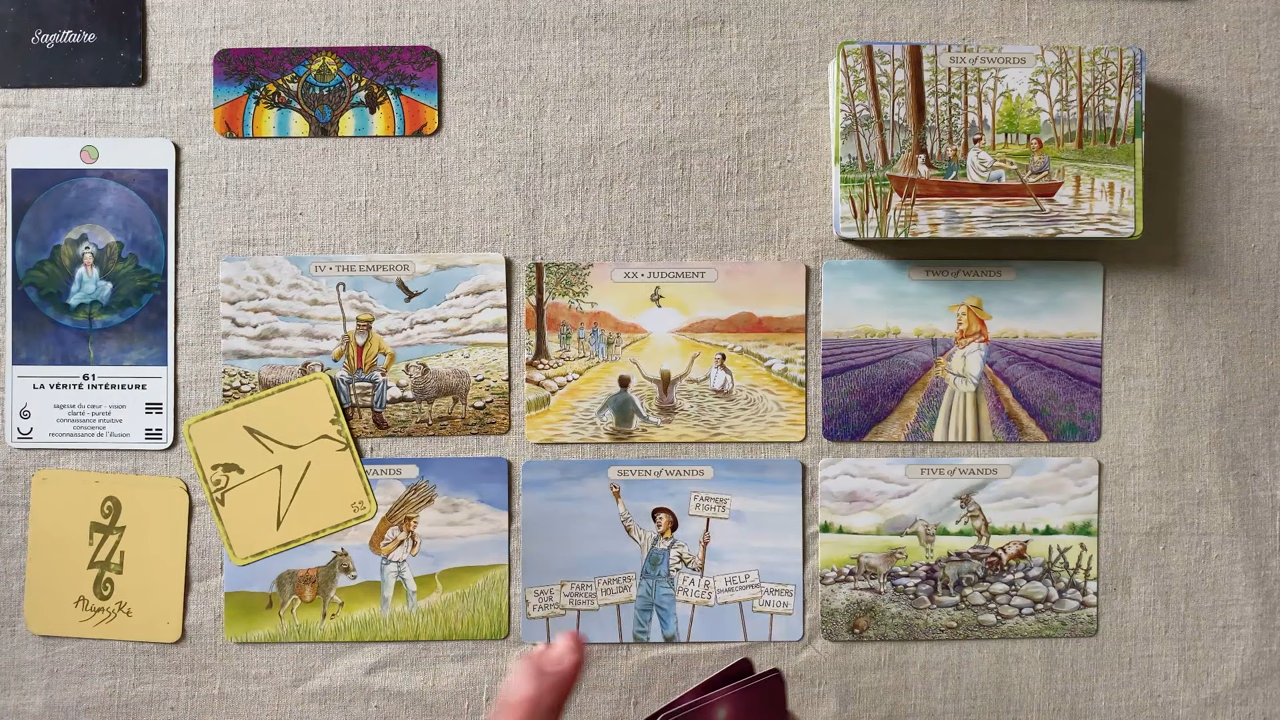 Sagittaire
SIX of SWORDS
61
LA VÉRITÉ INTÉRIEURE
sagesse du cœur - vision
clarté - pureté
connaissance intuitive
conscience
reconnaissance de l'illusion
IV • THE EMPEROR
XX • JUDGMENT
TWO of WANDS
52
WANDS
SEVEN of WANDS
FARMERS'
RIGHTS
SAVE
OUR
FARMS
FARM
WORKERS
RIGHTS
FARMERS'
HOLIDAY
FAIR
PRICES
HELP
SHARECROPPERS
FARMERS
UNION
FIVE of WANDS